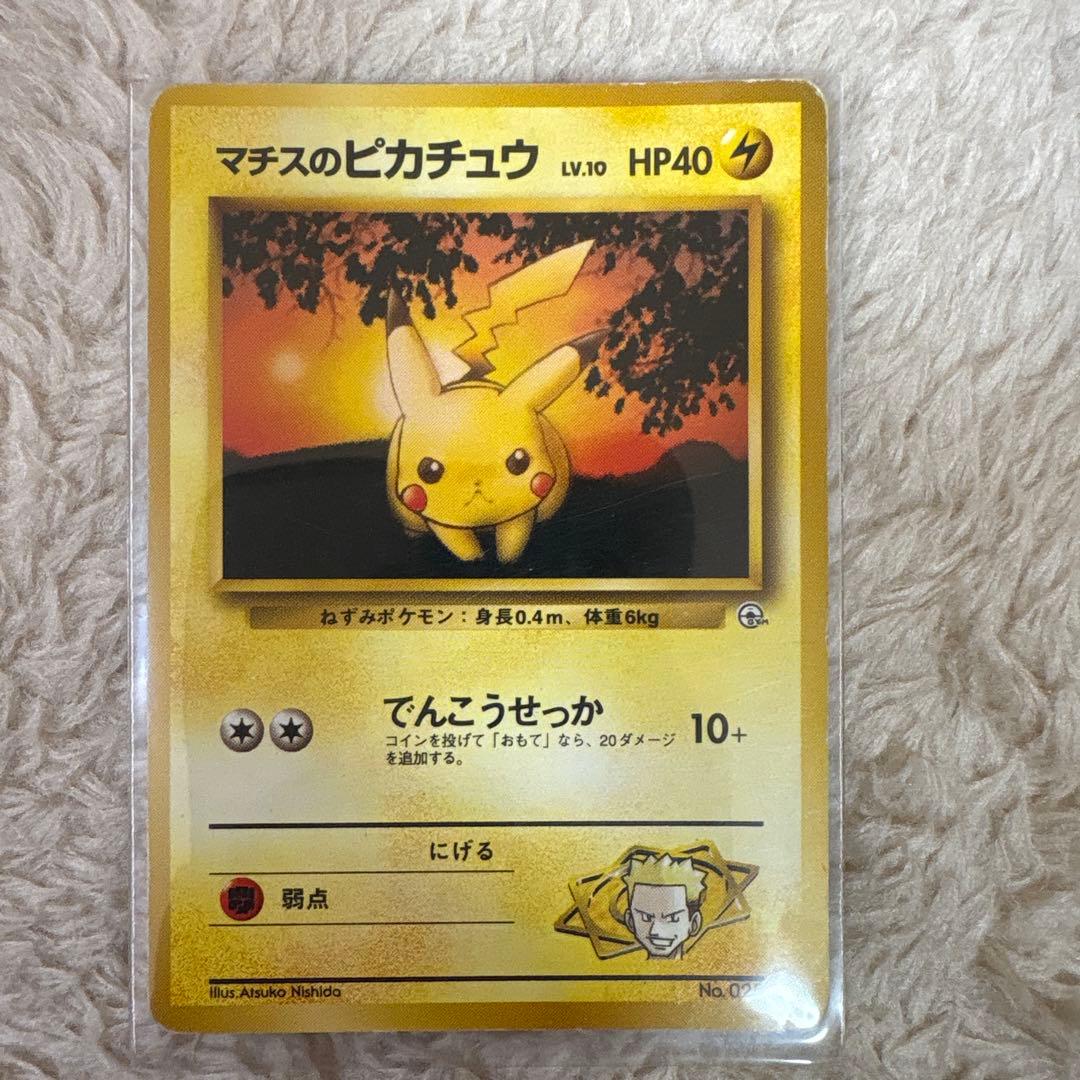 マチスのピカチュウ LV.10 HP40
ねずみポケモン：身長0.4m、体重6kg
GYM
でんこうせっか 10+
コインを投げて「おもて」なら、20ダメージ
を追加する。
にげる
弱点
Illus. Atsuko Nishida No.